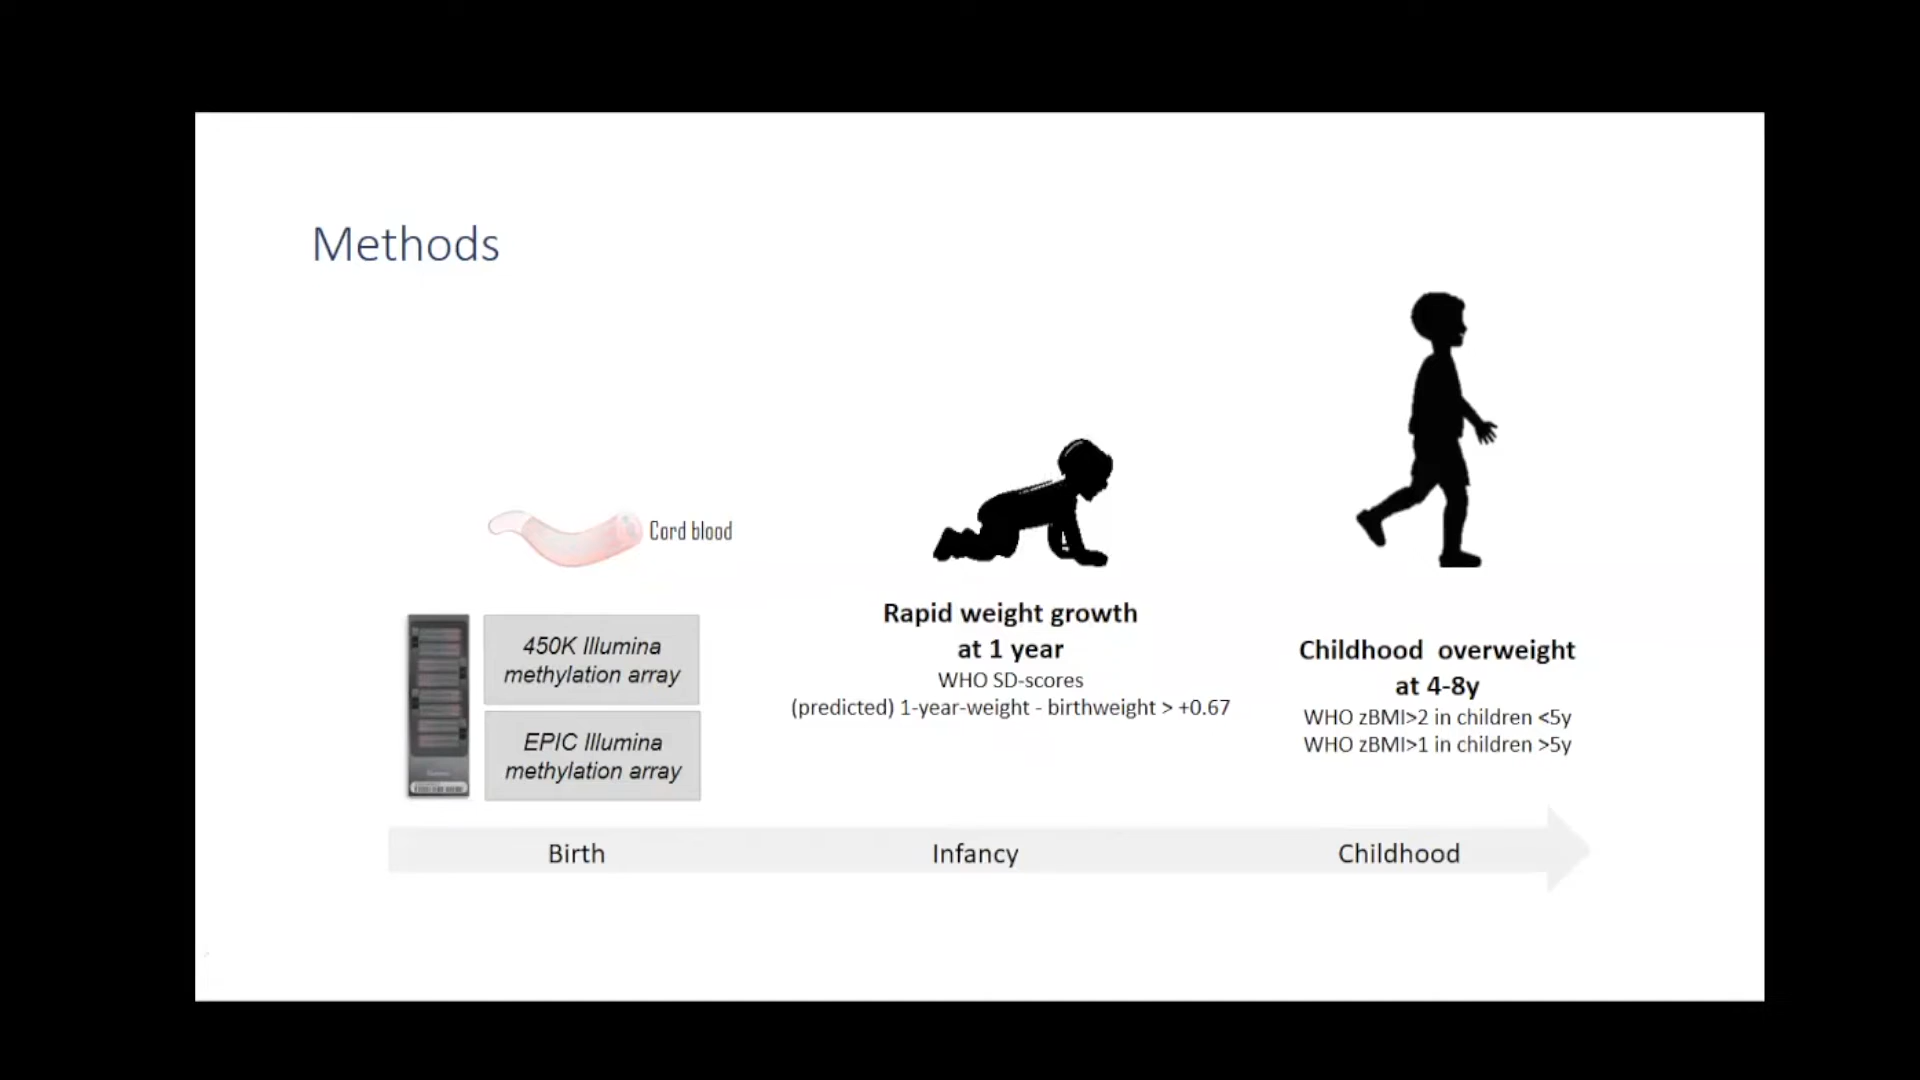 Methods
Cord blood
450K Illumina
methylation array
EPIC Illumina
methylation array
Rapid weight growth
at 1 year
WHO SD-scores
(predicted) 1-year-weight - birthweight > +0.67
Childhood overweight
at 4-8y
WHO zBMI>2 in children <5y
WHO zBMI>1 in children >5y
Birth
Infancy
Childhood